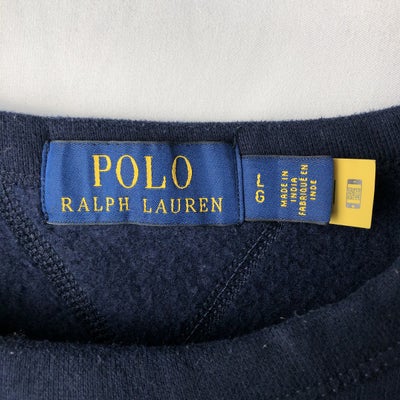 POLO
RALPH LAUREN
L
G
MADE IN
INDIA
FABRIQUÉ EN
INDE